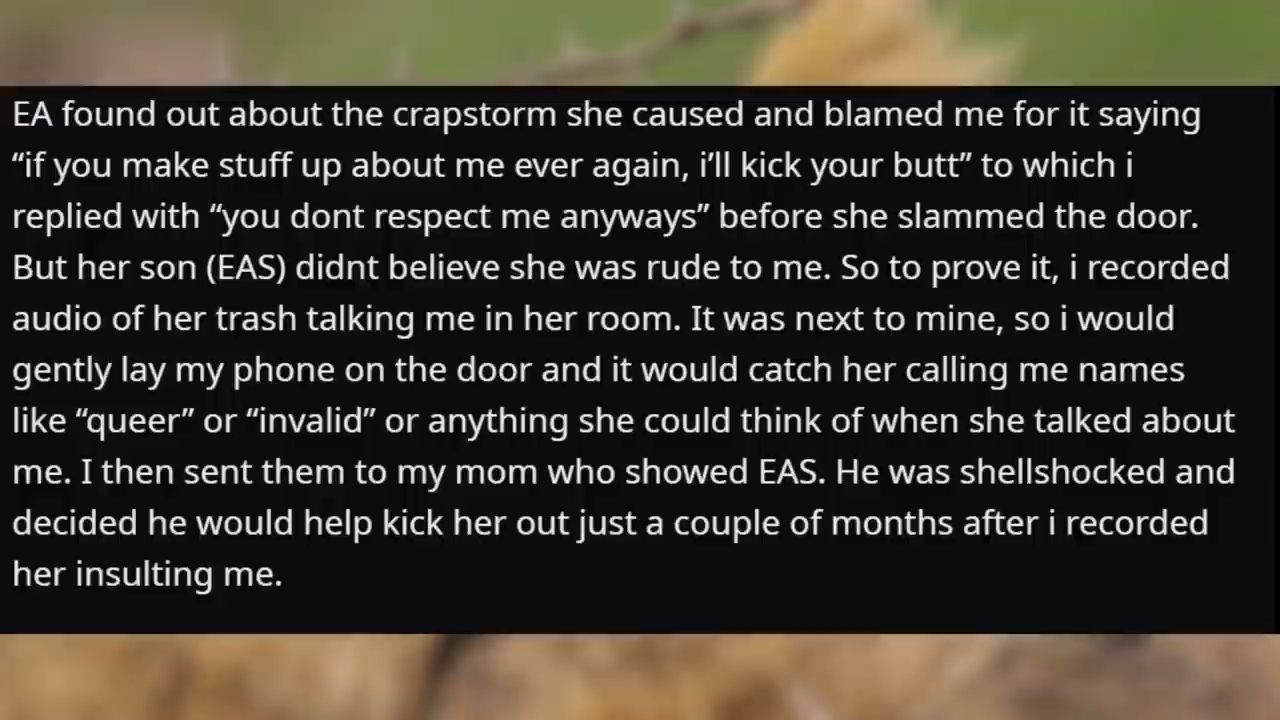 EA found out about the crapstorm she caused and blamed me for it saying
“if you make stuff up about me ever again, i’ll kick your butt” to which i
replied with “you dont respect me anyways” before she slammed the door.
But her son (EAS) didnt believe she was rude to me. So to prove it, i recorded
audio of her trash talking me in her room. It was next to mine, so i would
gently lay my phone on the door and it would catch her calling me names
like “queer” or “invalid” or anything she could think of when she talked about
me. I then sent them to my mom who showed EAS. He was shellshocked and
decided he would help kick her out just a couple of months after i recorded
her insulting me.